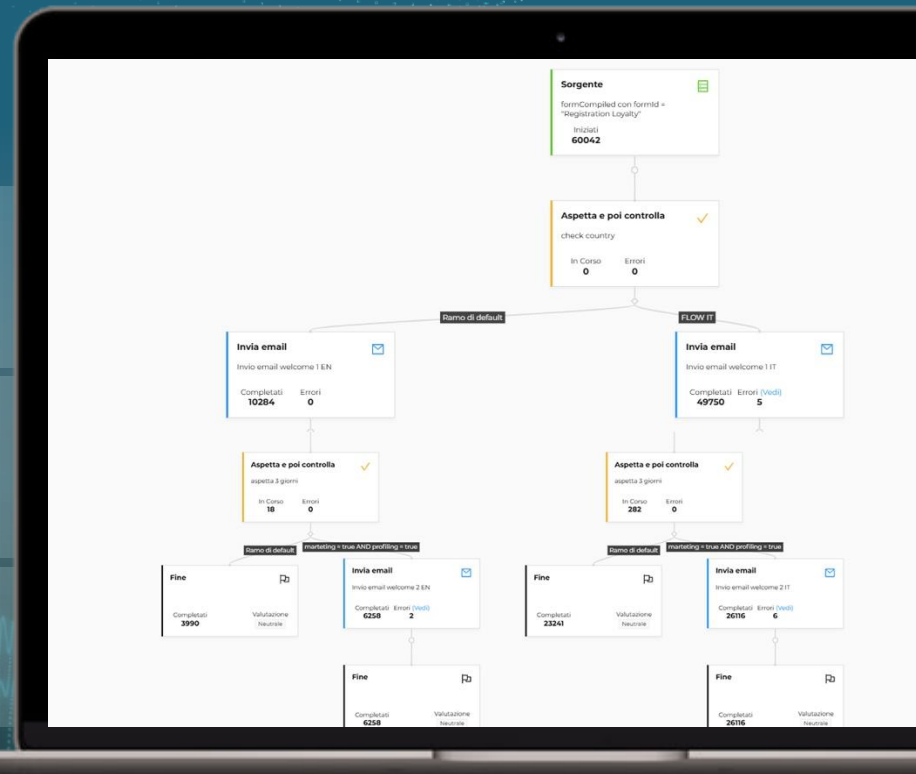 Sorgente
formCompiled con formId =
"Registration Loyalty"
Iniziati
60042
Aspetta e poi controlla
check country
In Corso Errori
0 0
Ramo di default FLOW IT
Invia email
Invio email welcome 1 EN
Completati Errori
10284 0
Invia email
Invio email welcome 1 IT
Completati Errori (Vedi)
49750 5
Aspetta e poi controlla
aspetta 3 giorni
In Corso Errori
18 0
Aspetta e poi controlla
aspetta 3 giorni
In Corso Errori
282 0
Ramo di default marteting = true AND profiling = true
Ramo di default marteting = true AND profiling = true
Fine
Completati Valutazione
3990 Neutrale
Invia email
Invio email welcome 2 EN
Completati Errori (Vedi)
6258 2
Fine
Completati Valutazione
23241 Neutrale
Invia email
Invio email welcome 2 IT
Completati Errori (Vedi)
26116 6
Fine
Completati Valutazione
6258 Neutrale
Fine
Completati Valutazione
26116 Neutrale